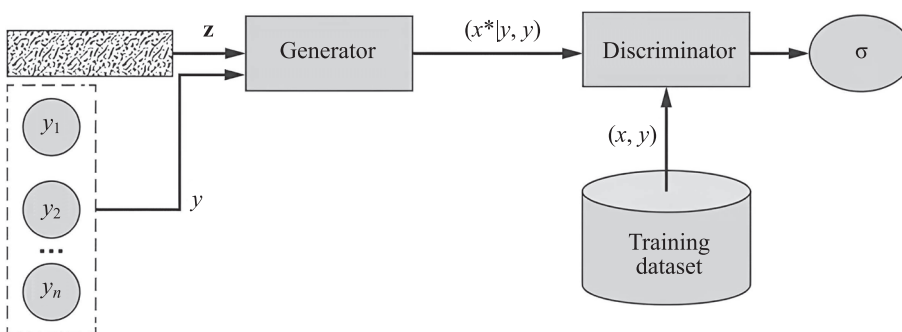 z
Generator
(x*|y, y)
Discriminator
σ
y₁
y₂
...
yₙ
y
(x, y)
Training
dataset